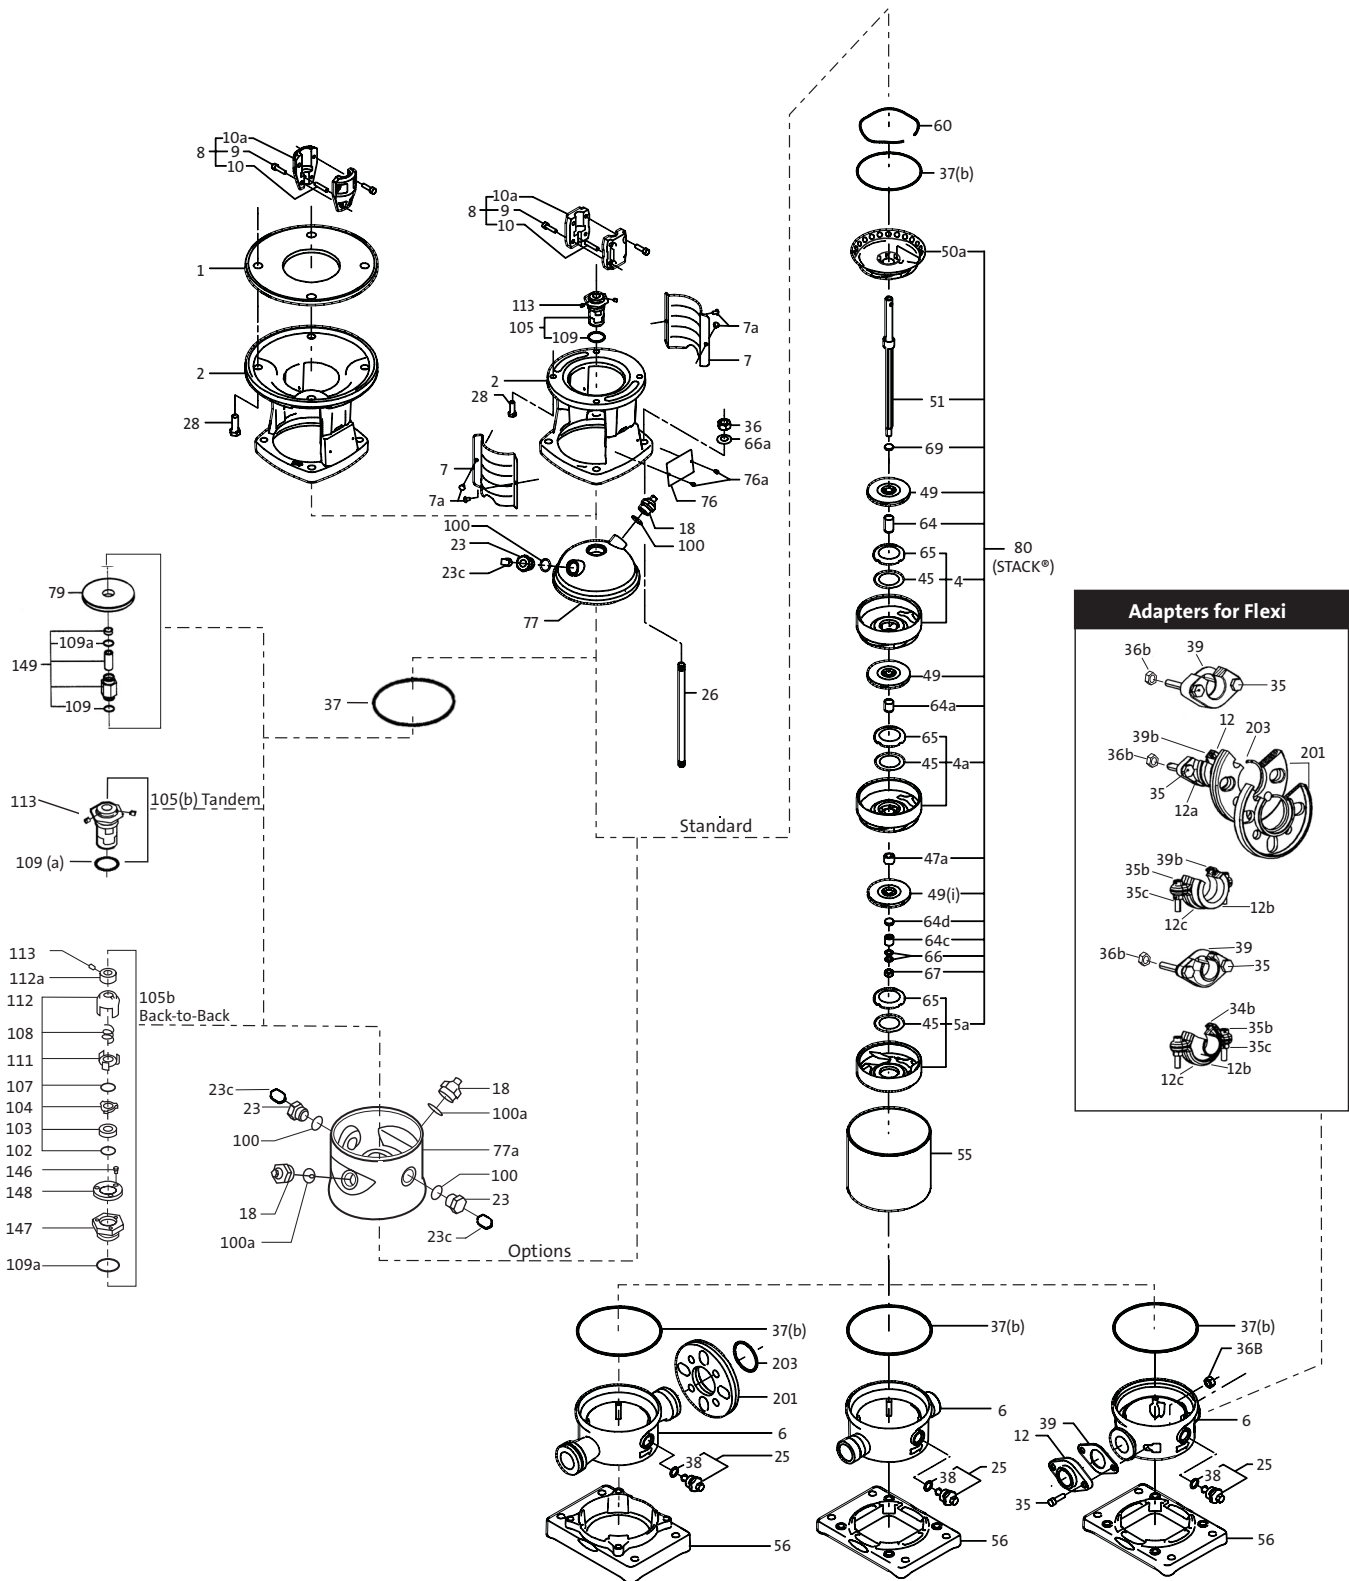 60
37(b)
10a
8
9
10
10a
8
9
10
50a
1
113
105
109
7a
7
2
2
28
28
36
66a
51
69
7
7a
76a
76
49
64
100
23
23c
18
100
77
65
45
4
80
(STACK®)
79
109a
149
109
37
26
49
64a
65
45
4a
Adapters for Flexi
36b
39
35
12
203
39b
36b
201
35
12a
113
105(b) Tandem
109 (a)
Standard
47a
49(i)
64d
64c
66
67
39b
35b
35c
12b
12c
39
36b
35
34b
35b
35c
12b
12c
113
112a
112
105b
Back-to-Back
108
111
107
104
103
102
146
148
147
109a
65
45
5a
23c
23
18
100a
100
77a
100
23
18
100a
23c
Options
55
37(b)
203
201
6
38
25
56
37(b)
6
38
25
56
37(b)
36B
6
39
12
38
25
35
56